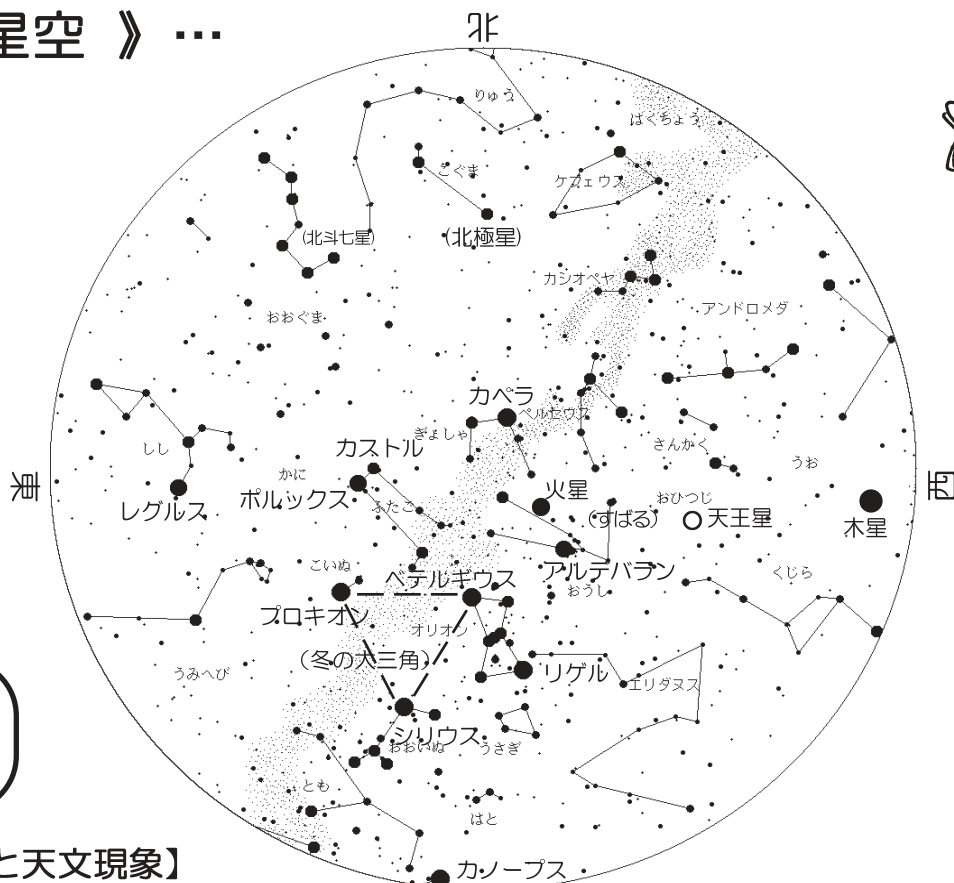 星空 》…
北
りゅう
はくちょう
こぐま
ケフェウス
(北斗七星)
(北極星)
カシオペヤ
アンドロメダ
おおぐま
カペラ
ペルセウス
ぎょしゃ
さんかく
しし
カストル
かに
うお
東
西
レグルス
ポルックス
ふたご
火星
おひつじ
(すばる)
天王星
木星
こいぬ
ベテルギウス
アルデバラン
おうし
くじら
プロキオン
オリオン
(冬の大三角)
リゲル
エリダヌス
うみへび
シリウス
おおいぬ
うさぎ
とも
はと
と天文現象】
カノープス